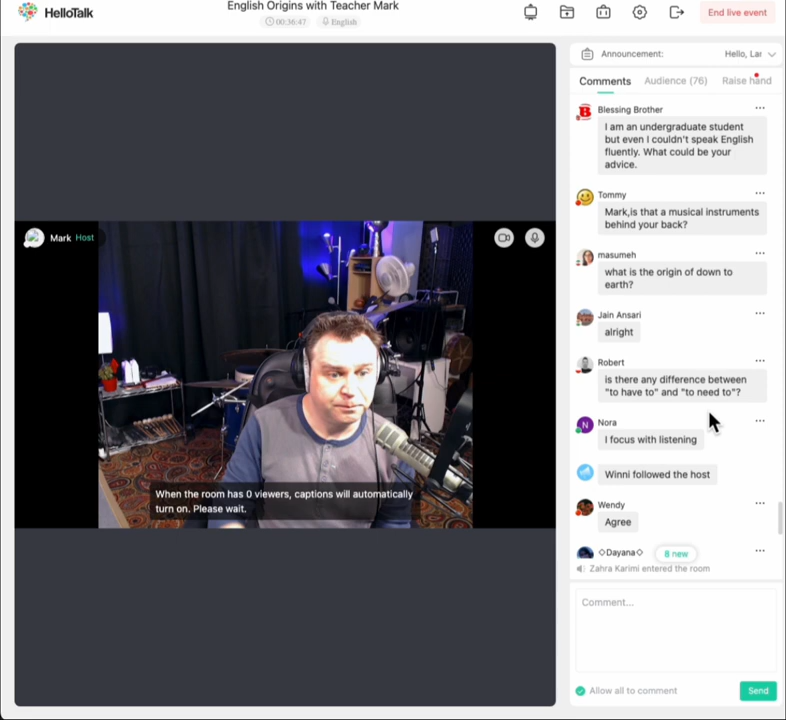 HelloTalk
English Origins with Teacher Mark
00:36:47
English
End live event
Mark Host
When the room has 0 viewers, captions will automatically
turn on. Please wait.
Announcement:
Hello, Lar
Comments
Audience (76)
Raise hand
Blessing Brother
I am an undergraduate student
but even I couldn't speak English
fluently. What could be your
advice.
Tommy
Mark,is that a musical instruments
behind your back?
masumeh
what is the origin of down to
earth?
Jain Ansari
alright
Robert
is there any difference between
"to have to" and "to need to"?
N
Nora
I focus with listening
Winni followed the host
Wendy
Agree
◇Dayana◇
8 new
Zahra Karimi entered the room
Comment...
Allow all to comment
Send